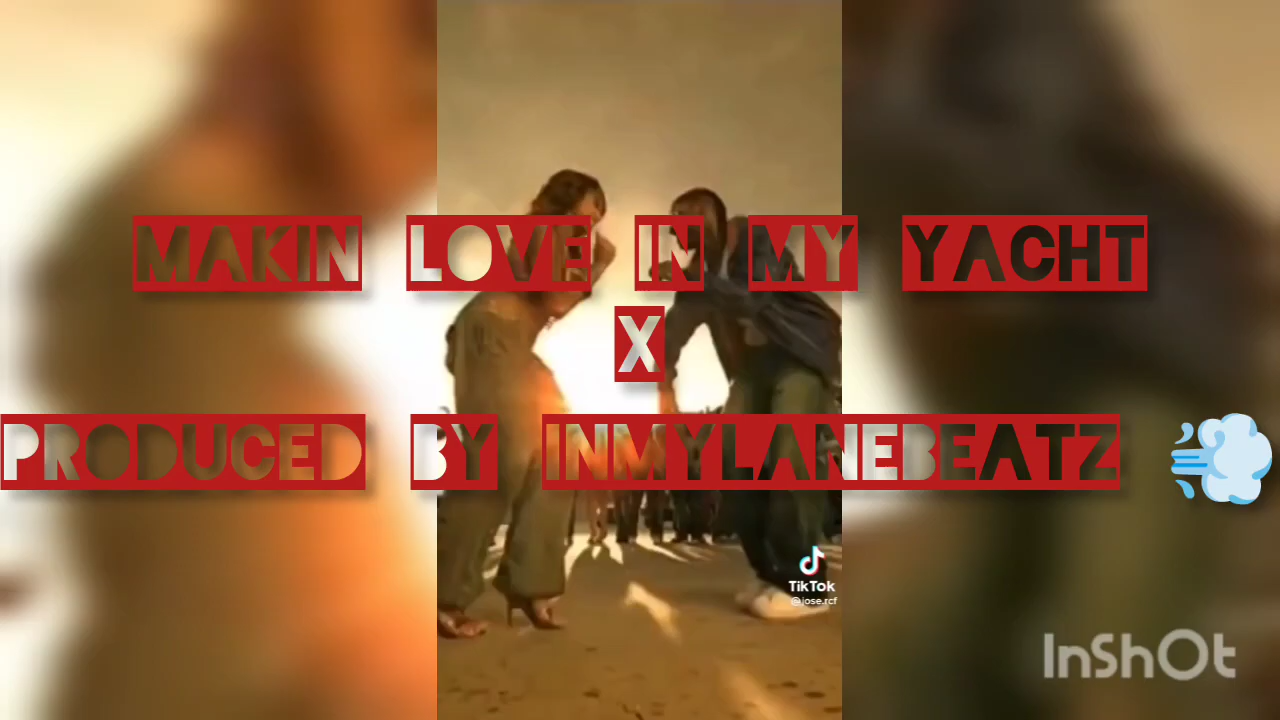 MAKIN LOVE IN MY YACHT
X
PRODUCED BY INMYLANEBEATZ 💨
TikTok
@jose.rcf
InShOt